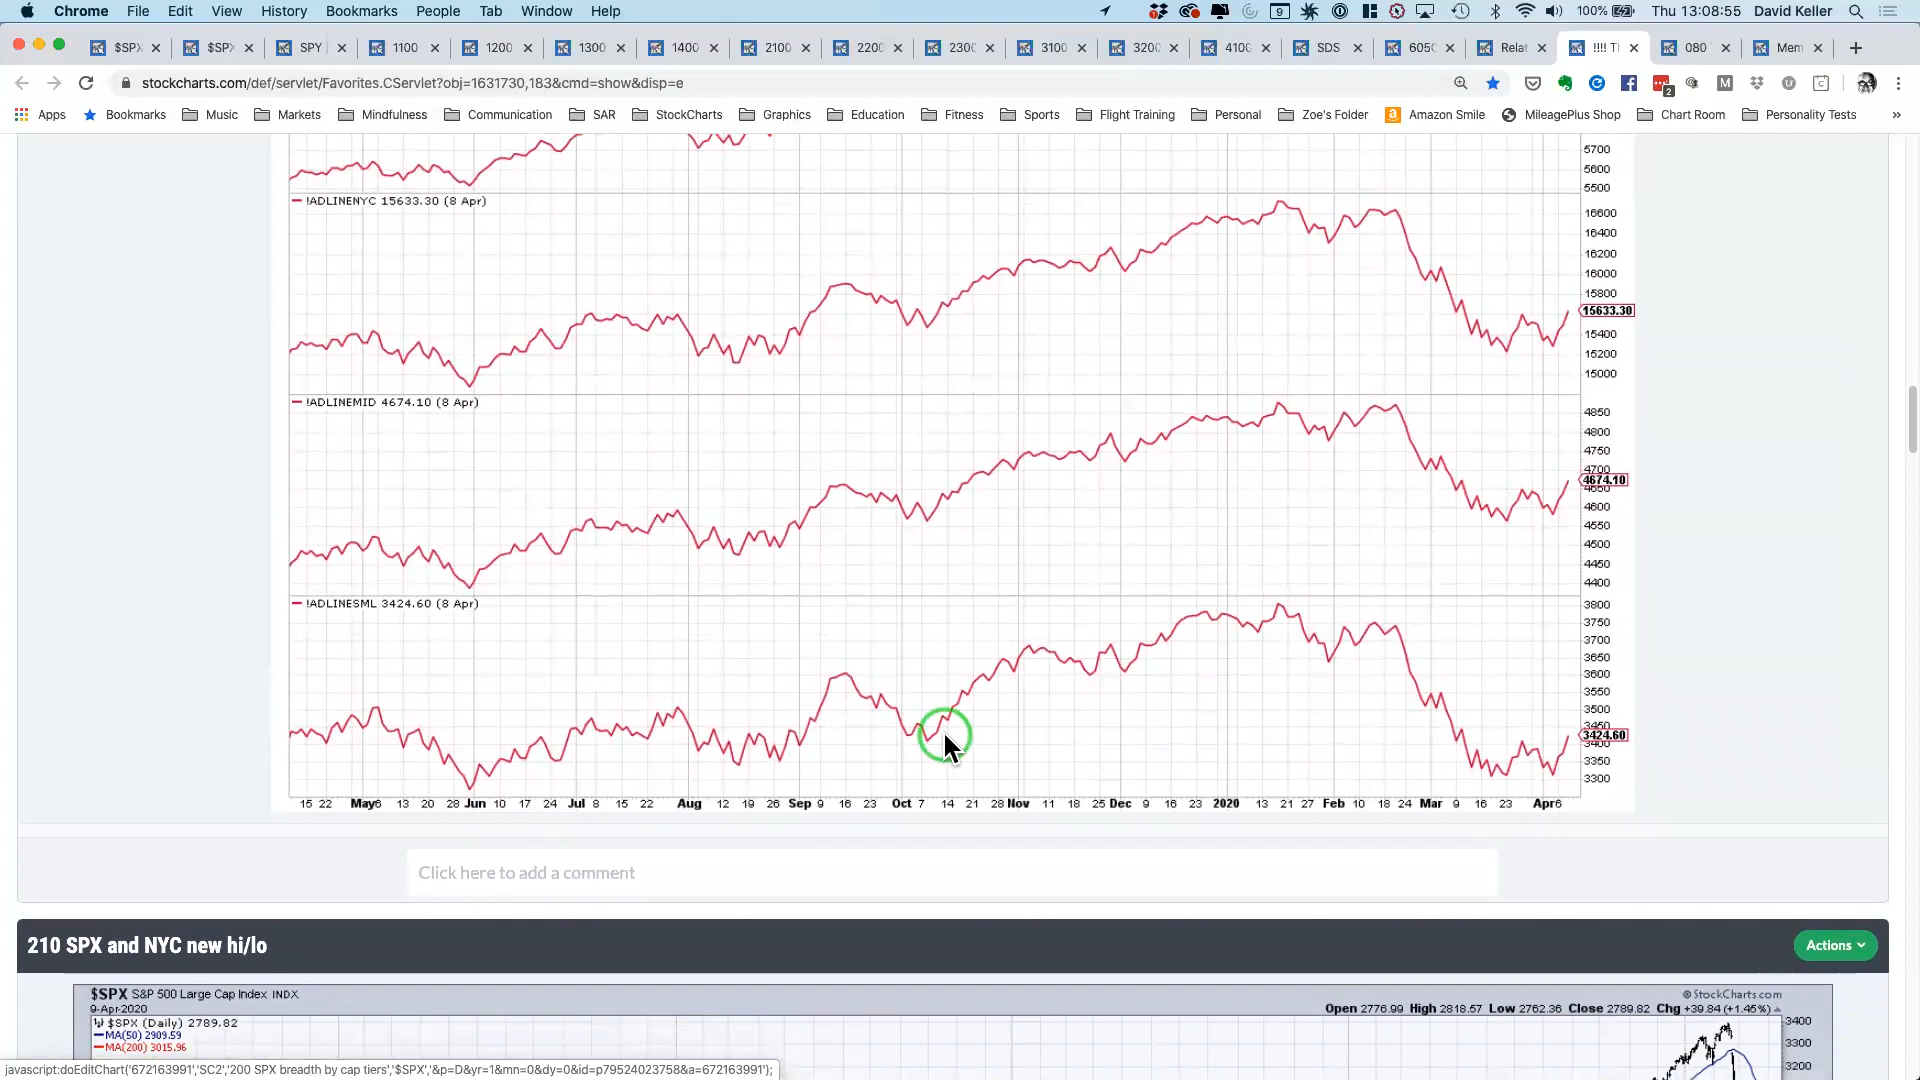 Chrome File Edit View History Bookmarks People Tab Window Help 9 100% Thu 13:08:55 David Keller
$SPX $SPX SPY 1100 1200 1300 1400 2100 2200 2300 3100 3200 4100 SDS 6050 Relat !!!! Th 080 Mem
stockcharts.com/def/servlet/Favorites.CServlet?obj=1631730,183&cmd=show&disp=e
Apps Bookmarks Music Markets Mindfulness Communication SAR StockCharts Graphics Education Fitness Sports Flight Training Personal Zoe's Folder Amazon Smile MileagePlus Shop Chart Room Personality Tests »
5700
5600
5500
!ADLINENYC 15633.30 (8 Apr)
16600
16400
16200
16000
15800
15633.30
15400
15200
15000
!ADLINEMID 4674.10 (8 Apr)
4850
4800
4750
4700
4674.10
4650
4600
4550
4500
4450
4400
!ADLINESML 3424.60 (8 Apr)
3800
3750
3700
3650
3600
3550
3500
3450
3424.60
3400
3350
3300
15 22 May6 13 20 28 Jun 10 17 24 Jul 8 15 22 Aug 12 19 26 Sep 9 16 23 Oct 7 14 21 28 Nov 11 18 25 Dec 9 16 23 2020 13 21 27 Feb 10 18 24 Mar 9 16 23 Apr6
Click here to add a comment
210 SPX and NYC new hi/lo Actions
$SPX S&P 500 Large Cap Index INDX ©StockCharts.com
9-Apr-2020 Open 2776.99 High 2818.57 Low 2762.36 Close 2789.82 Chg +39.84 (+1.45%)
$SPX (Daily) 2789.82
MA(50) 2909.59
MA(200) 3015.96
3400
3300
3200
javascript:doEditChart('672163991','SC2','200 SPX breadth by cap tiers','$SPX','&p=D&yr=1&mn=0&dy=0&id=p79524023758&a=672163991');